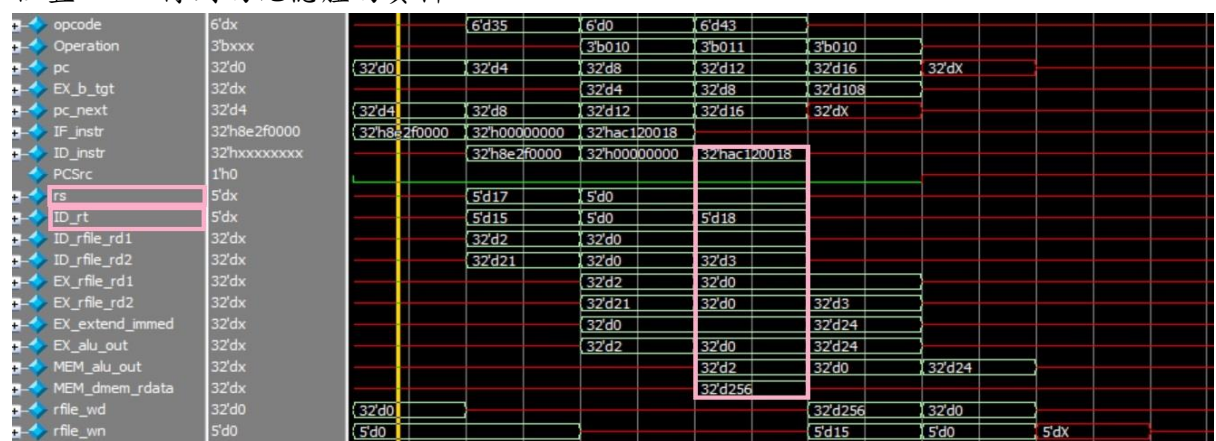 opcode 6'dx 6'd35 6'd0 6'd43
Operation 3'bxxx 3'b010 3'b011 3'b010
pc 32'd0 32'd0 32'd4 32'd8 32'd12 32'd16 32'dX
EX_b_tgt 32'dx 32'd4 32'd8 32'd108
pc_next 32'd4 32'd4 32'd8 32'd12 32'd16 32'dX
IF_instr 32'h8e2f0000 32'h8e2f0000 32'h00000000 32'hac120018
ID_instr 32'hxxxxxxxx 32'h8e2f0000 32'h00000000 32'hac120018
PCSrc 1'h0
rs 5'dx 5'd17 5'd0
ID_rt 5'dx 5'd15 5'd0 5'd18
ID_rfile_rd1 32'dx 32'd2 32'd0
ID_rfile_rd2 32'dx 32'd21 32'd0 32'd3
EX_rfile_rd1 32'dx 32'd2 32'd0
EX_rfile_rd2 32'dx 32'd21 32'd0 32'd3
EX_extend_immed 32'dx 32'd0 32'd24
EX_alu_out 32'dx 32'd2 32'd0 32'd24
MEM_alu_out 32'dx 32'd2 32'd0 32'd24
MEM_dmem_rdata 32'dx 32'd256
rfile_wd 32'd0 32'd0 32'd256 32'd0
rfile_wn 5'd0 5'd0 5'd15 5'd0 5'dX